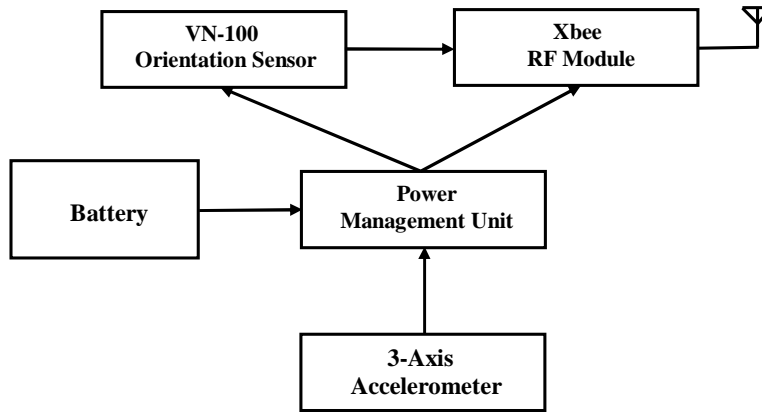 VN-100
Orientation Sensor
Xbee
RF Module
Battery
Power
Management Unit
3-Axis
Accelerometer